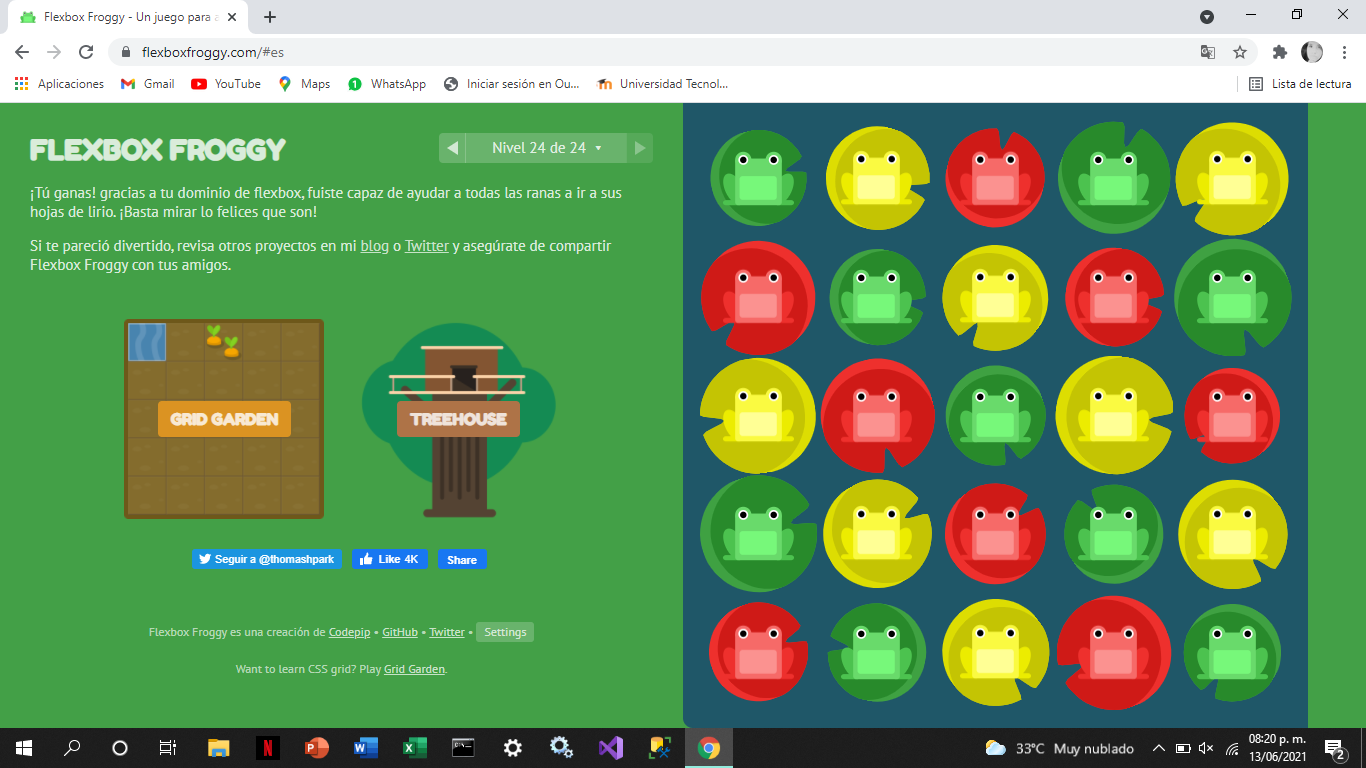 Flexbox Froggy - Un juego para a
flexboxfroggy.com/#es
Aplicaciones
Gmail
YouTube
Maps
1
WhatsApp
Iniciar sesión en Ou...
Universidad Tecnol...
Lista de lectura
FLEXBOX FROGGY
Nivel 24 de 24
¡Tú ganas! gracias a tu dominio de flexbox, fuiste capaz de ayudar a todas las ranas a ir a sus
hojas de lirio. ¡Basta mirar lo felices que son!
Si te pareció divertido, revisa otros proyectos en mi blog o Twitter y asegúrate de compartir
Flexbox Froggy con tus amigos.
GRID GARDEN
TREEHOUSE
Seguir a @thomashpark
Like 4K
Share
Flexbox Froggy es una creación de Codepip • GitHub • Twitter • Settings
Want to learn CSS grid? Play Grid Garden.
33°C Muy nublado
08:20 p. m.
13/06/2021
2